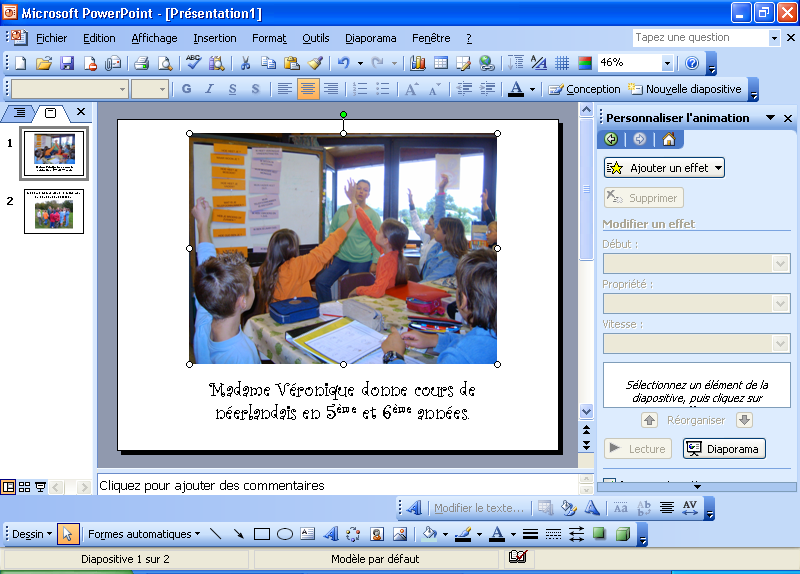 Microsoft PowerPoint - [Présentation1]
Fichier Edition Affichage Insertion Format Outils Diaporama Fenêtre ? Tapez une question
46%
G I S S A Conception Nouvelle diapositive
Personnaliser l'animation
1
2
Ajouter un effet
Supprimer
Modifier un effet
Début :
Propriété :
Vitesse :
Sélectionnez un élément de la
diapositive, puis cliquez sur
Réorganiser
Lecture Diaporama
Madame Véronique donne cours de
néerlandais en 5ème et 6ème années.
Cliquez pour ajouter des commentaires
Modifier le texte...
Dessin Formes automatiques
Diapositive 1 sur 2 Modèle par défaut